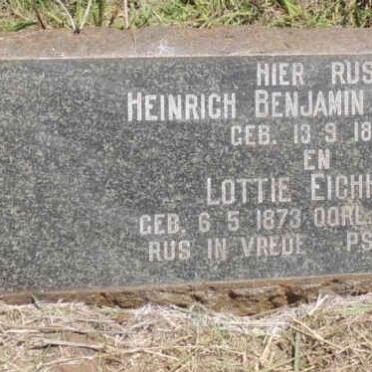 HIER RUS
HEINRICH BENJAMIN
GEB. 13 9 18
EN
LOTTIE EICHH
GEB. 6 5 1873 OORL.
RUS IN VREDE PS